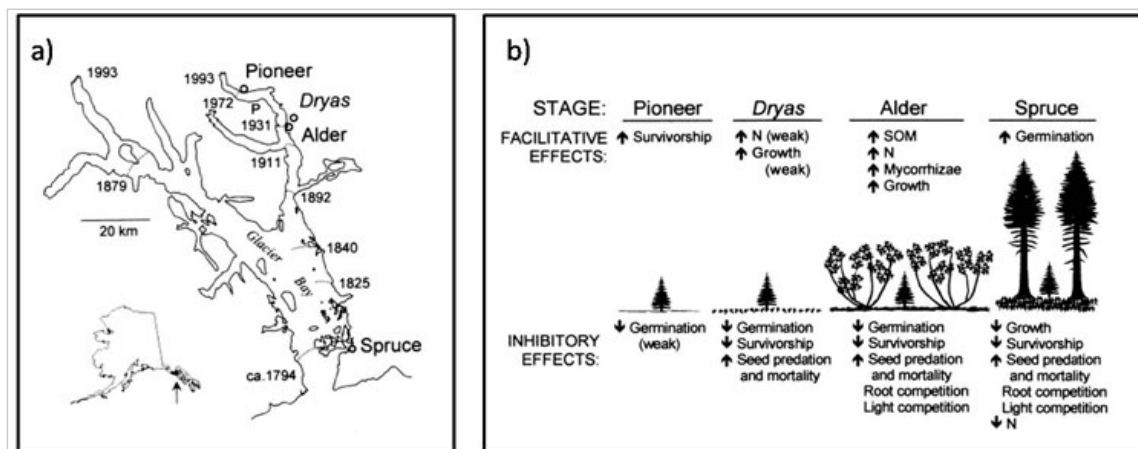 a)
1993
1993
Pioneer
1972
P
Dryas
1931
Alder
1911
1879
1892
20 km
Glacier
Bay
1840
1825
Spruce
ca.1794
b)
STAGE: Pioneer Dryas Alder Spruce
FACILITATIVE EFFECTS:
↑ Survivorship
↑ N (weak)
↑ Growth
(weak)
↑ SOM
↑ N
↑ Mycorrhizae
↑ Growth
↑ Germination
INHIBITORY EFFECTS:
↓ Germination
(weak)
↓ Germination
↓ Survivorship
↑ Seed predation
and mortality
↓ Germination
↓ Survivorship
↑ Seed predation
and mortality
Root competition
Light competition
↓ Growth
↓ Survivorship
↑ Seed predation
and mortality
Root competition
Light competition
↓ N